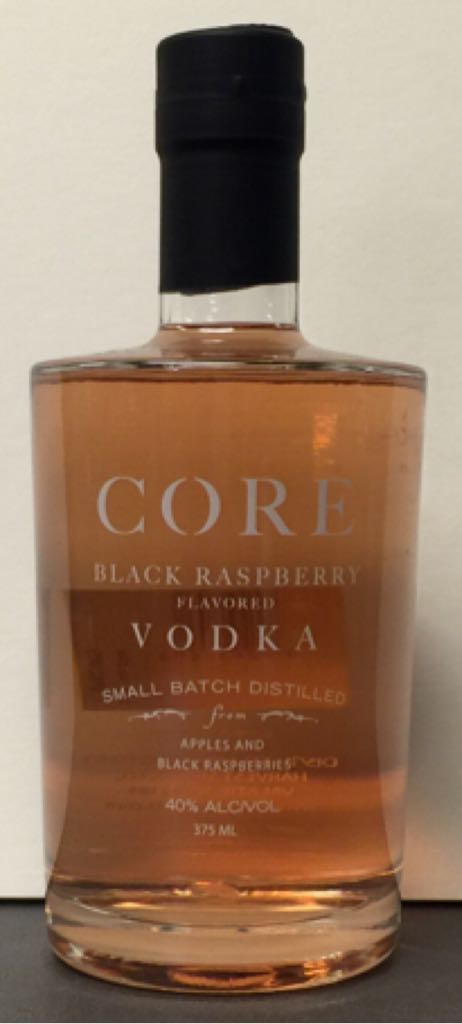 CORE
BLACK RASPBERRY
FLAVORED
VODKA
SMALL BATCH DISTILLED
from
APPLES AND
BLACK RASPBERRIES
40% ALC/VOL
375 ML